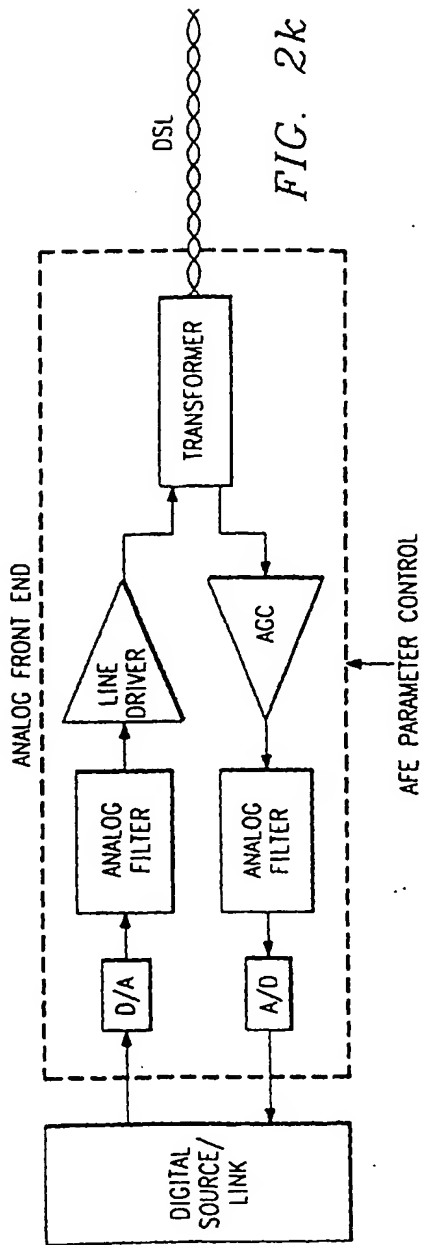 ANALOG FRONT END
DIGITAL
SOURCE/
LINK
D/A
ANALOG
FILTER
LINE
DRIVER
TRANSFORMER
DSL
A/D
ANALOG
FILTER
AGC
AFE PARAMETER CONTROL
FIG. 2k